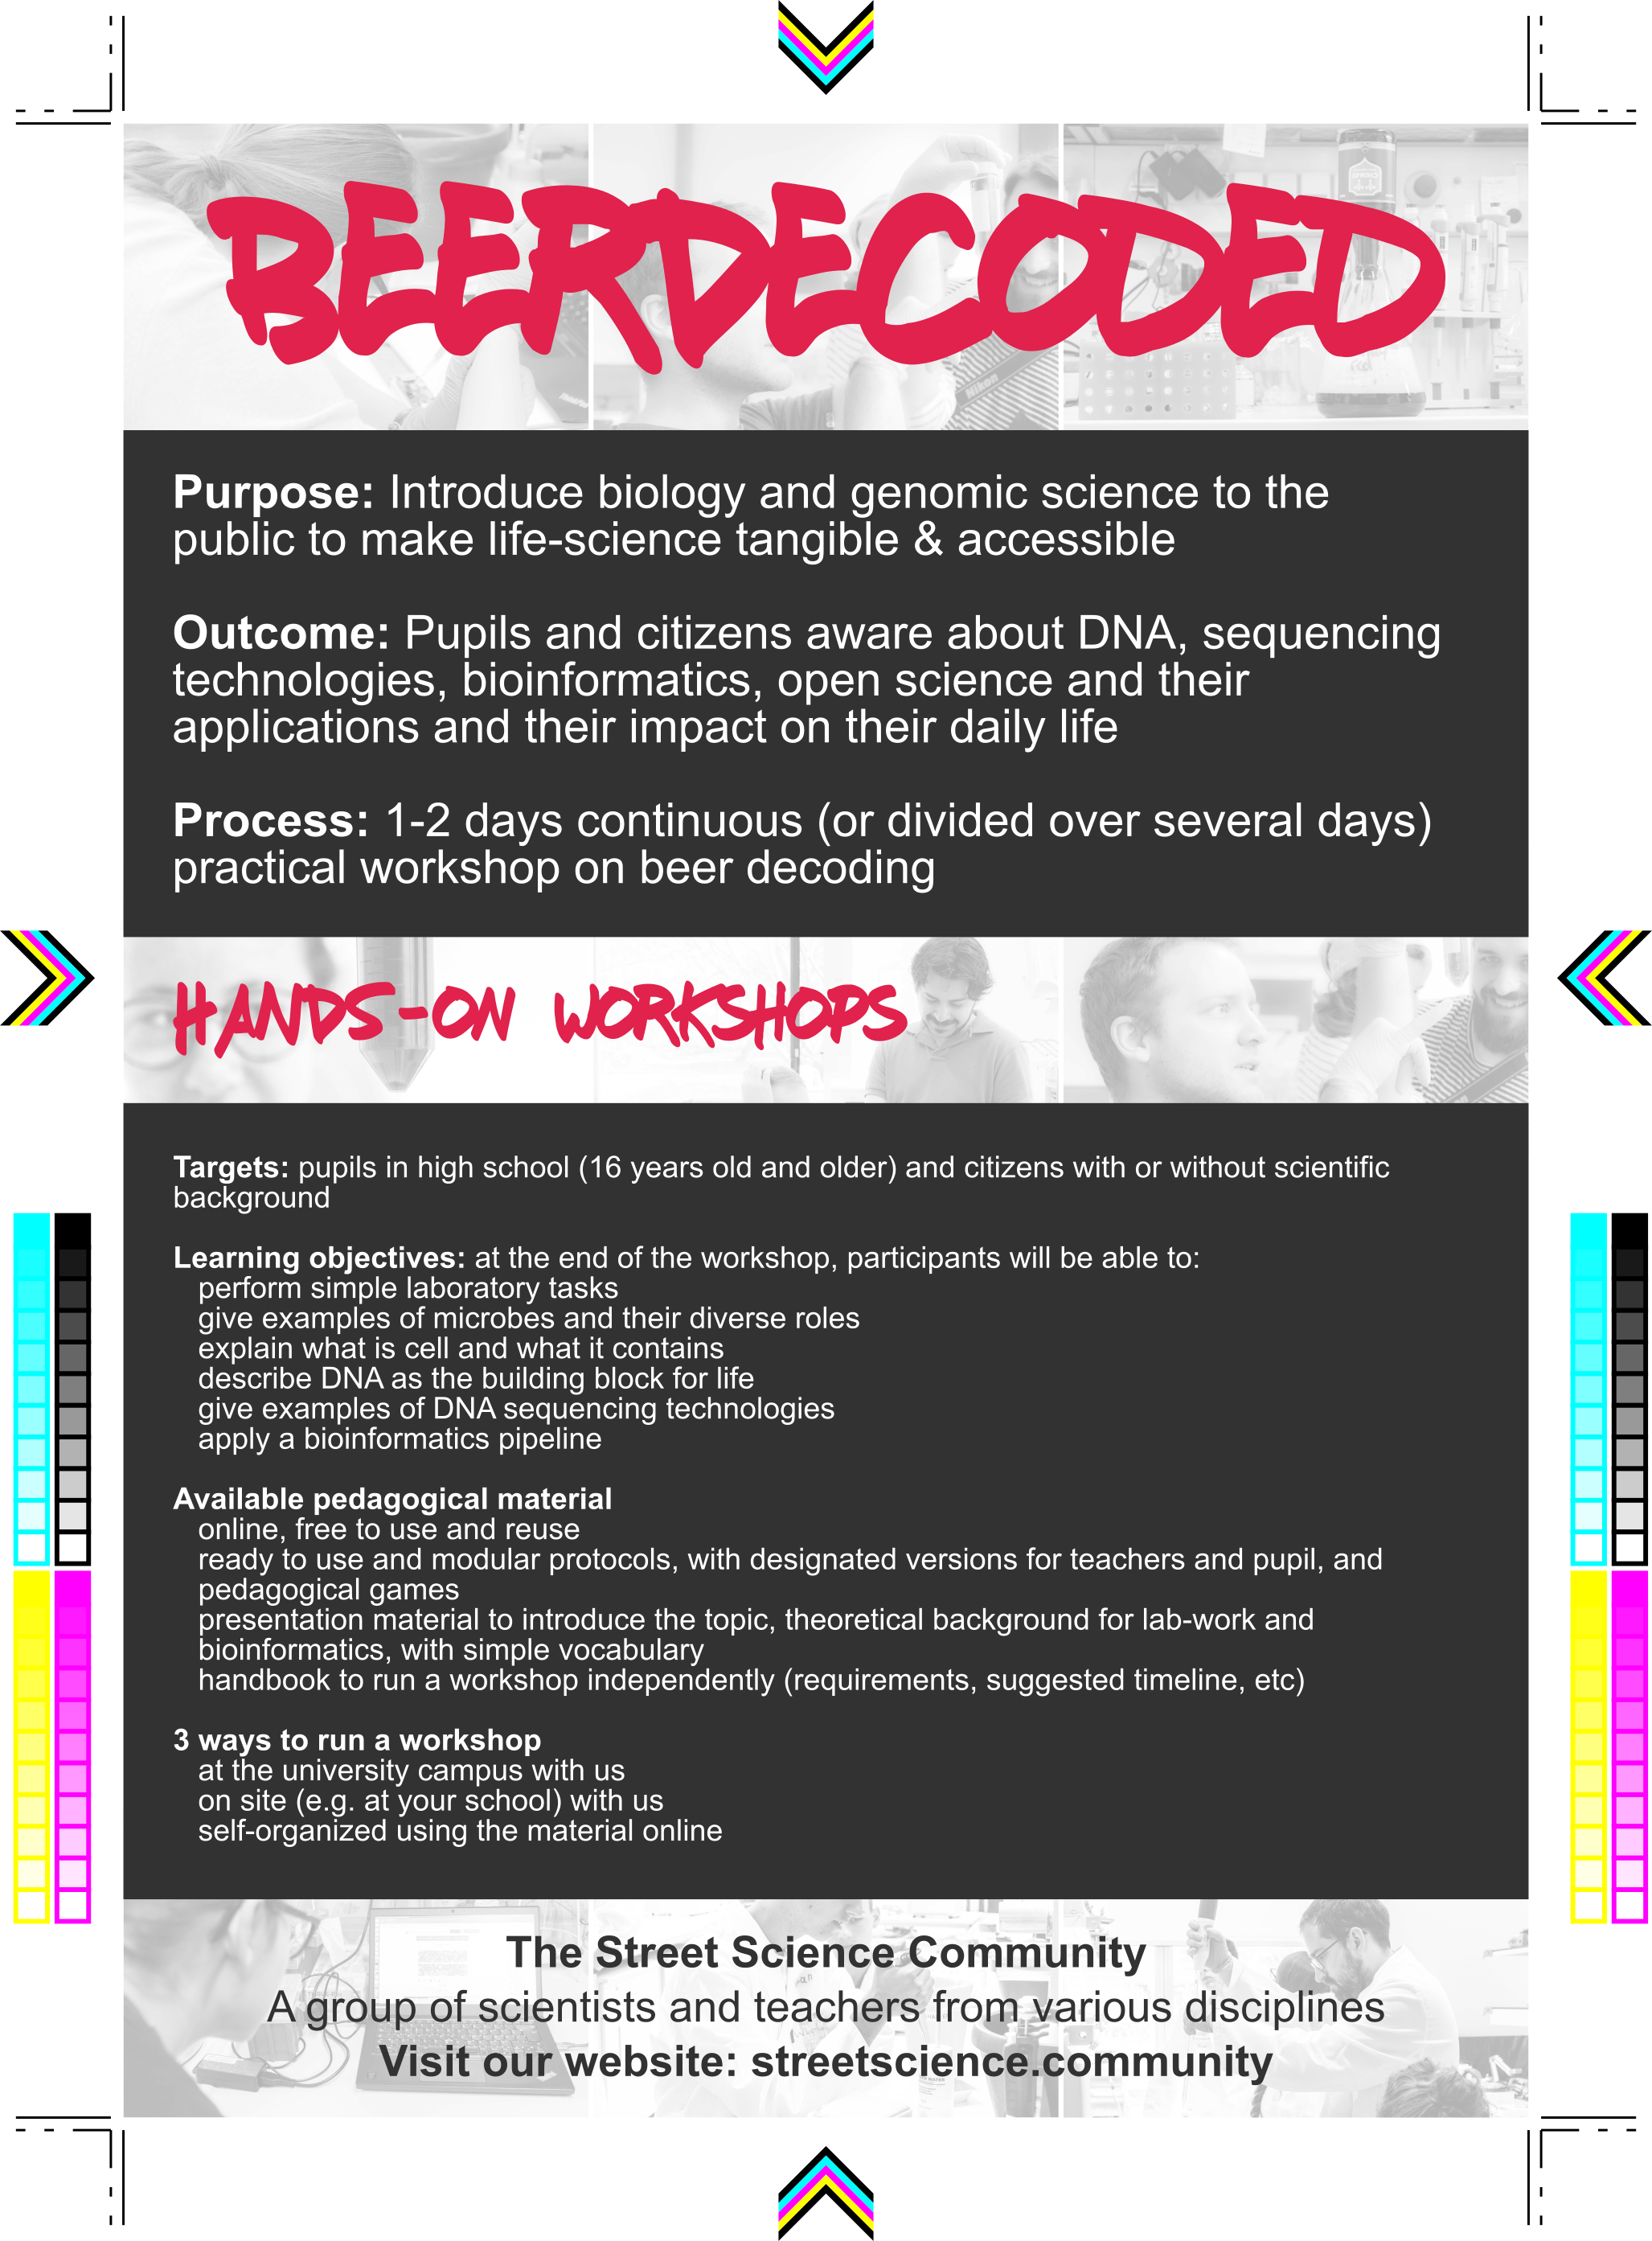 BEERDECODED
Purpose: Introduce biology and genomic science to the
public to make life-science tangible & accessible
Outcome: Pupils and citizens aware about DNA, sequencing
technologies, bioinformatics, open science and their
applications and their impact on their daily life
Process: 1-2 days continuous (or divided over several days)
practical workshop on beer decoding
HANDS-ON WORKSHOPS
Targets: pupils in high school (16 years old and older) and citizens with or without scientific
background
Learning objectives: at the end of the workshop, participants will be able to:
perform simple laboratory tasks
give examples of microbes and their diverse roles
explain what is cell and what it contains
describe DNA as the building block for life
give examples of DNA sequencing technologies
apply a bioinformatics pipeline
Available pedagogical material
online, free to use and reuse
ready to use and modular protocols, with designated versions for teachers and pupil, and
pedagogical games
presentation material to introduce the topic, theoretical background for lab-work and
bioinformatics, with simple vocabulary
handbook to run a workshop independently (requirements, suggested timeline, etc)
3 ways to run a workshop
at the university campus with us
on site (e.g. at your school) with us
self-organized using the material online
The Street Science Community
A group of scientists and teachers from various disciplines
Visit our website: streetscience.community